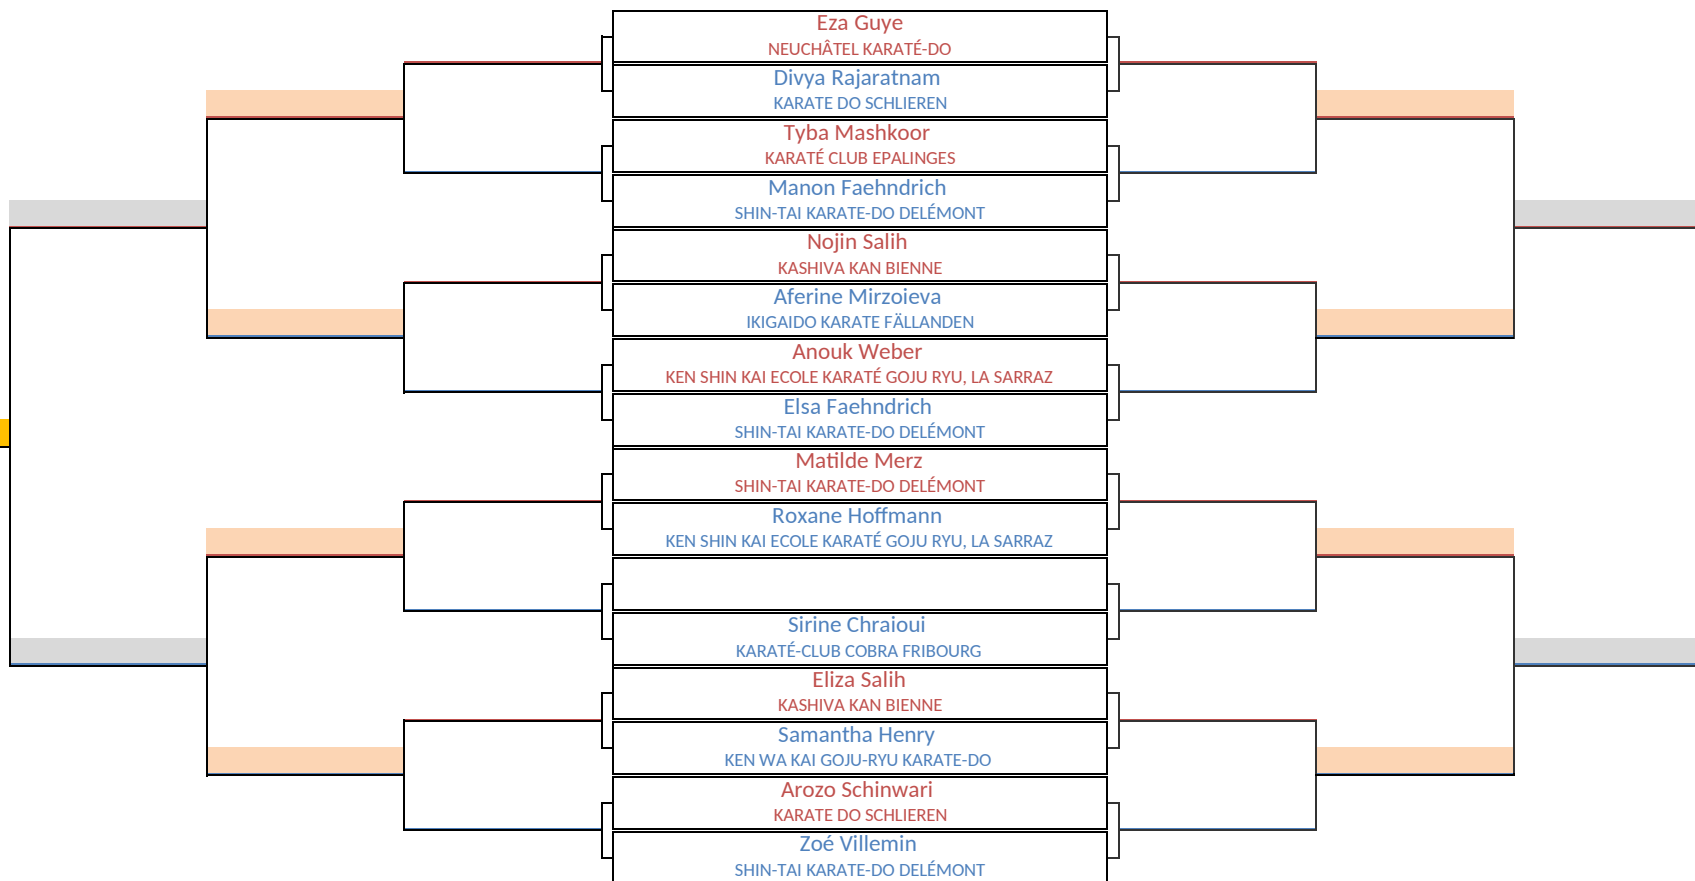 Eza Guye
NEUCHÂTEL KARATÉ-DO
Divya Rajaratnam
KARATE DO SCHLIEREN
Tyba Mashkoor
KARATÉ CLUB EPALINGES
Manon Faehndrich
SHIN-TAI KARATE-DO DELÉMONT
Nojin Salih
KASHIVA KAN BIENNE
Aferine Mirzoieva
IKIGAIDO KARATE FÄLLANDEN
Anouk Weber
KEN SHIN KAI ECOLE KARATÉ GOJU RYU, LA SARRAZ
Elsa Faehndrich
SHIN-TAI KARATE-DO DELÉMONT
Matilde Merz
SHIN-TAI KARATE-DO DELÉMONT
Roxane Hoffmann
KEN SHIN KAI ECOLE KARATÉ GOJU RYU, LA SARRAZ
Sirine Chraioui
KARATÉ-CLUB COBRA FRIBOURG
Eliza Salih
KASHIVA KAN BIENNE
Samantha Henry
KEN WA KAI GOJU-RYU KARATE-DO
Arozo Schinwari
KARATE DO SCHLIEREN
Zoé Villemin
SHIN-TAI KARATE-DO DELÉMONT